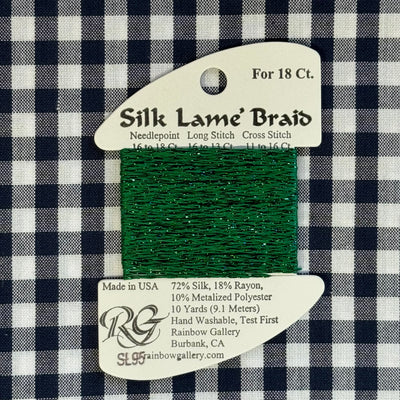 For 18 Ct.
Silk Lame' Braid
Needlepoint Long Stitch Cross Stitch
16 to 18 Ct. 16 to 13 Ct. 11 to 16 Ct.
Made in USA
72% Silk, 18% Rayon,
10% Metalized Polyester
10 Yards (9.1 Meters)
Hand Washable, Test First
Rainbow Gallery
Burbank, CA
rainbowgallery.com
RG
SL95